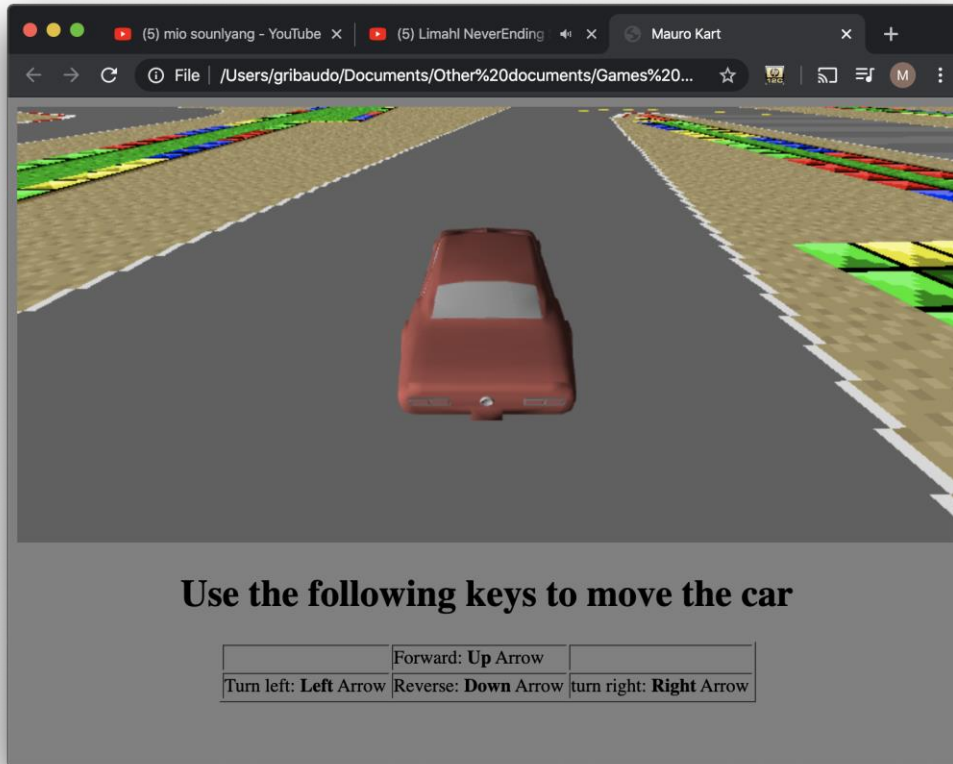 (5) mio sounlyang - YouTube
(5) Limahl NeverEnding
Mauro Kart
File
/Users/gribaudo/Documents/Other%20documents/Games%20...
M
Use the following keys to move the car
Forward: Up Arrow
Turn left: Left Arrow Reverse: Down Arrow turn right: Right Arrow